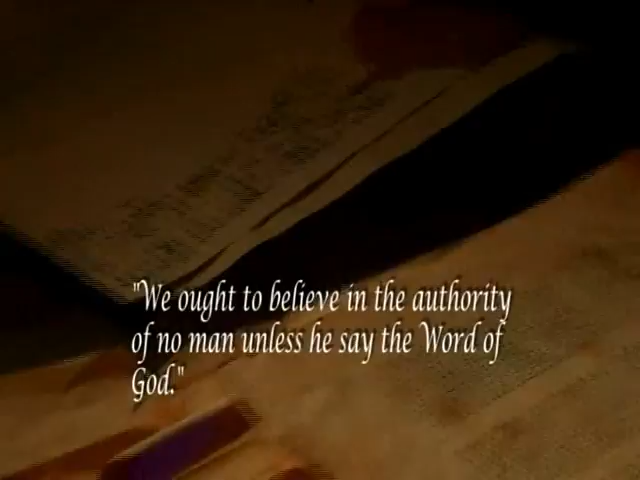 "We ought to believe in the authority
of no man unless he say the Word of
God."